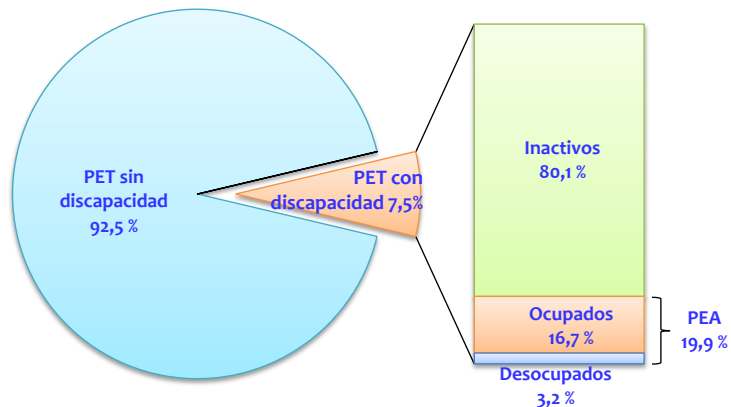 PET sin
discapacidad
92,5 %
PET con
discapacidad 7,5%
Inactivos
80,1 %
Ocupados
16,7 %
PEA
19,9 %
Desocupados
3,2 %